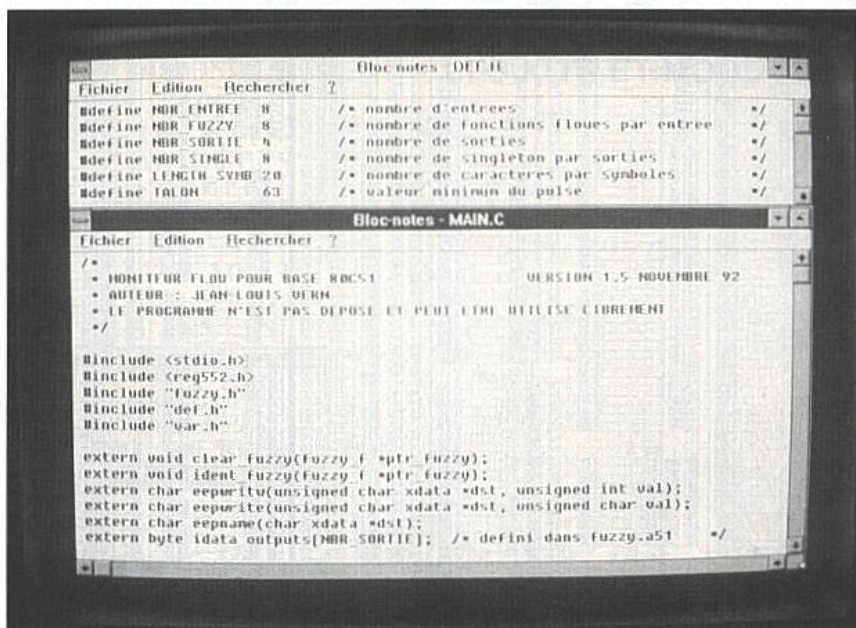 Bloc-notes - DEF.H
Fichier Edition Rechercher ?
#define NBR_ENTREE 8 /* nombre d'entrees */
#define NBR_FUZZY 8 /* nombre de fonctions floues par entree */
#define NBR_SORTIE 4 /* nombre de sorties */
#define NBR_SINGLE 8 /* nombre de singleton par sorties */
#define LENGTH_SYMB 20 /* nombre de caracteres par symboles */
#define TALON 63 /* valeur minimum du pulse */
Bloc-notes - MAIN.C
Fichier Edition Rechercher ?
/*
* MONITEUR FLOU POUR BASE 80C51 VERSION 1.5 NOVEMBRE 92
* AUTEUR : JEAN-LOUIS VERN
* LE PROGRAMME N'EST PAS DEPOSE ET PEUT ETRE UTILISE LIBREMENT
*/
#include <stdio.h>
#include <reg552.h>
#include "fuzzy.h"
#include "def.h"
#include "var.h"
extern void clear_fuzzy(fuzzy_f *ptr_fuzzy);
extern void ident_fuzzy(fuzzy_f *ptr_fuzzy);
extern char eepwritw(unsigned char xdata *dst, unsigned int val);
extern char eepwrite(unsigned char xdata *dst, unsigned char val);
extern char eepname(char xdata *dst);
extern byte idata outputs[NBR_SORTIE]; /* defini dans fuzzy.a51 */